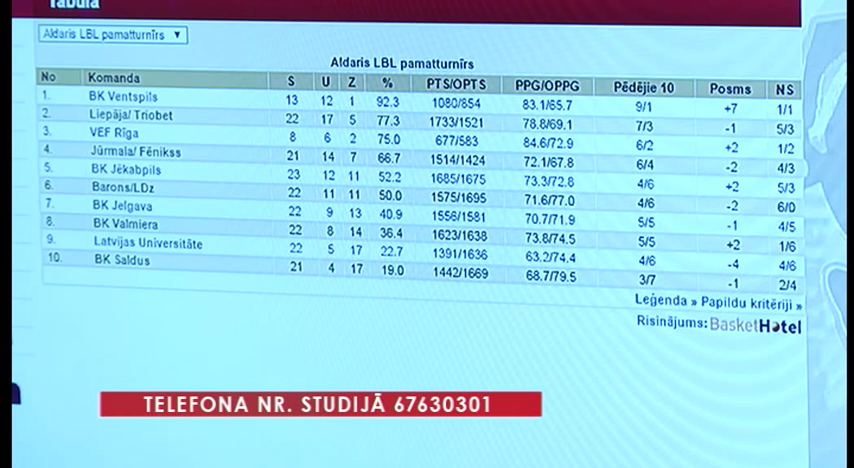 Tabula
Aldaris LBL pamatturnīrs ▼
Aldaris LBL pamatturnīrs
No Komanda S U Z % PTS/OPTS PPG/OPPG Pēdējie 10 Posms NS
1. BK Ventspils 13 12 1 92.3 1080/854 83.1/65.7 9/1 +7 1/1
2. Liepāja/ Triobet 22 17 5 77.3 1733/1521 78.8/69.1 7/3 -1 5/3
3. VEF Rīga 8 6 2 75.0 677/583 84.6/72.9 6/2 +2 1/2
4. Jūrmala/ Fēnikss 21 14 7 66.7 1514/1424 72.1/67.8 6/4 -2 4/3
5. BK Jēkabpils 23 12 11 52.2 1685/1675 73.3/72.8 4/6 +2 5/3
6. Barons/LDz 22 11 11 50.0 1575/1695 71.6/77.0 4/6 -2 6/0
7. BK Jelgava 22 9 13 40.9 1556/1581 70.7/71.9 5/5 -1 4/5
8. BK Valmiera 22 8 14 36.4 1623/1638 73.8/74.5 5/5 +2 1/6
9. Latvijas Universitāte 22 5 17 22.7 1391/1636 63.2/74.4 4/6 -4 4/6
10. BK Saldus 21 4 17 19.0 1442/1669 68.7/79.5 3/7 -1 2/4
Leģenda » Papildu kritēriji »
Risinājums: BasketHotel
TELEFONA NR. STUDIJĀ 67630301